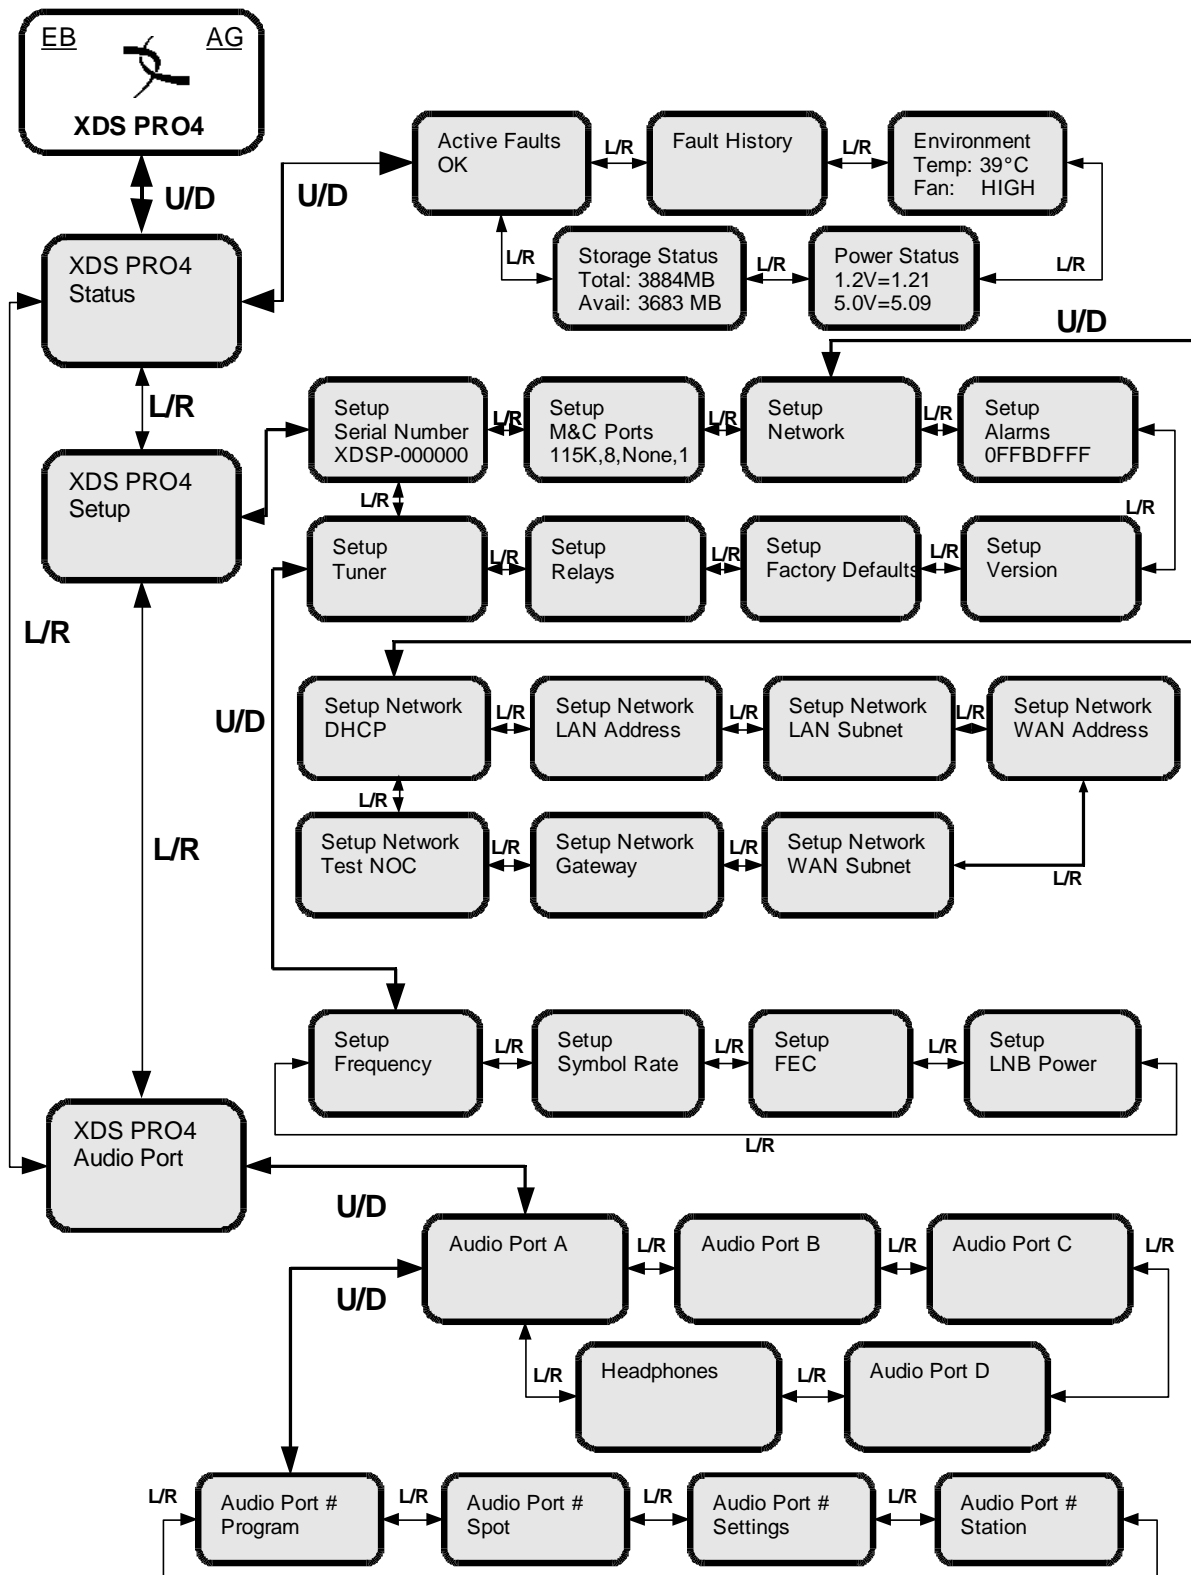 EB AG
XDS PRO4
U/D
XDS PRO4
Status
U/D
Active Faults
OK
L/R
Fault History
L/R
Environment
Temp: 39°C
Fan: HIGH
L/R
Storage Status
Total: 3884MB
Avail: 3683 MB
L/R
Power Status
1.2V=1.21
5.0V=5.09
L/R
U/D
L/R
XDS PRO4
Setup
Setup
Serial Number
XDSP-000000
L/R
Setup
M&C Ports
115K,8,None,1
L/R
Setup
Network
L/R
Setup
Alarms
0FFBDFFF
L/R
L/R
Setup
Tuner
L/R
Setup
Relays
L/R
Setup
Factory Defaults
L/R
Setup
Version
L/R
U/D
Setup Network
DHCP
L/R
Setup Network
LAN Address
L/R
Setup Network
LAN Subnet
L/R
Setup Network
WAN Address
L/R
Setup Network
Test NOC
L/R
Setup Network
Gateway
L/R
Setup Network
WAN Subnet
L/R
L/R
Setup
Frequency
L/R
Setup
Symbol Rate
L/R
Setup
FEC
L/R
Setup
LNB Power
L/R
XDS PRO4
Audio Port
U/D
Audio Port A
L/R
Audio Port B
L/R
Audio Port C
L/R
U/D
L/R
Headphones
L/R
Audio Port D
L/R
Audio Port #
Program
L/R
Audio Port #
Spot
L/R
Audio Port #
Settings
L/R
Audio Port #
Station